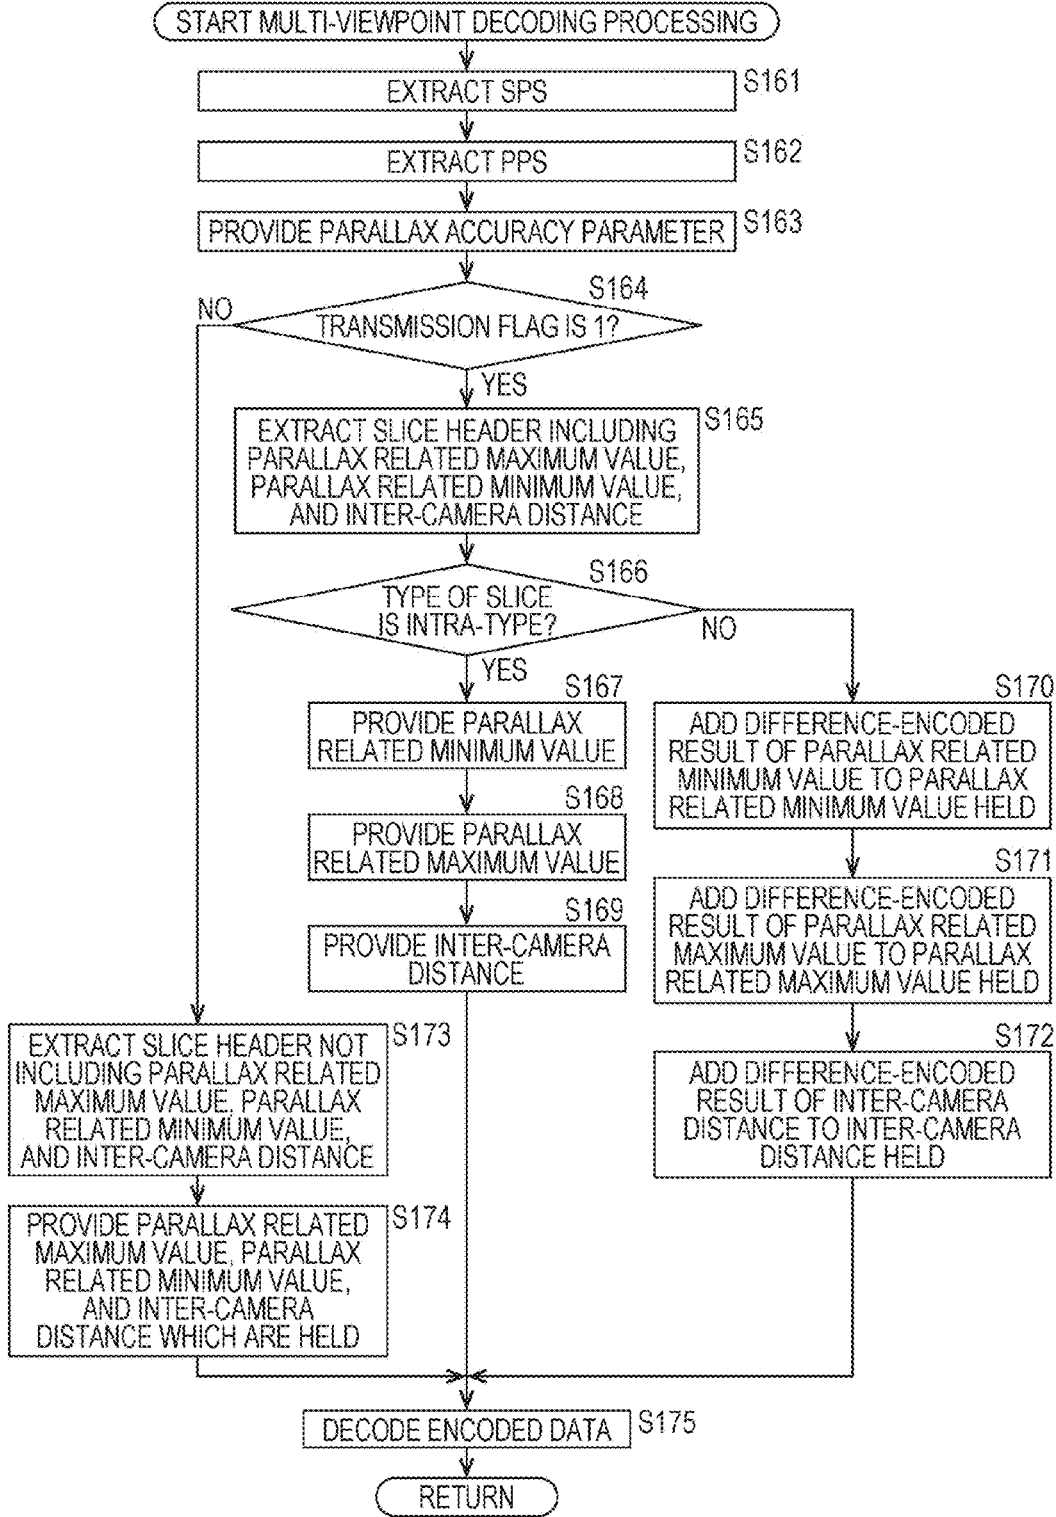 START MULTI-VIEWPOINT DECODING PROCESSING
S161
EXTRACT SPS
S162
EXTRACT PPS
S163
PROVIDE PARALLAX ACCURACY PARAMETER
S164
NO
TRANSMISSION FLAG IS 1?
YES
S165
EXTRACT SLICE HEADER INCLUDING
PARALLAX RELATED MAXIMUM VALUE,
PARALLAX RELATED MINIMUM VALUE,
AND INTER-CAMERA DISTANCE
S166
TYPE OF SLICE
IS INTRA-TYPE?
NO
YES
S167
PROVIDE PARALLAX
RELATED MINIMUM VALUE
S168
PROVIDE PARALLAX
RELATED MAXIMUM VALUE
S169
PROVIDE INTER-CAMERA
DISTANCE
S170
ADD DIFFERENCE-ENCODED
RESULT OF PARALLAX RELATED
MINIMUM VALUE TO PARALLAX
RELATED MINIMUM VALUE HELD
S171
ADD DIFFERENCE-ENCODED
RESULT OF PARALLAX RELATED
MAXIMUM VALUE TO PARALLAX
RELATED MAXIMUM VALUE HELD
S172
ADD DIFFERENCE-ENCODED
RESULT OF INTER-CAMERA
DISTANCE TO INTER-CAMERA
DISTANCE HELD
S173
EXTRACT SLICE HEADER NOT
INCLUDING PARALLAX RELATED
MAXIMUM VALUE, PARALLAX
RELATED MINIMUM VALUE,
AND INTER-CAMERA DISTANCE
S174
PROVIDE PARALLAX RELATED
MAXIMUM VALUE, PARALLAX
RELATED MINIMUM VALUE,
AND INTER-CAMERA
DISTANCE WHICH ARE HELD
S175
DECODE ENCODED DATA
RETURN